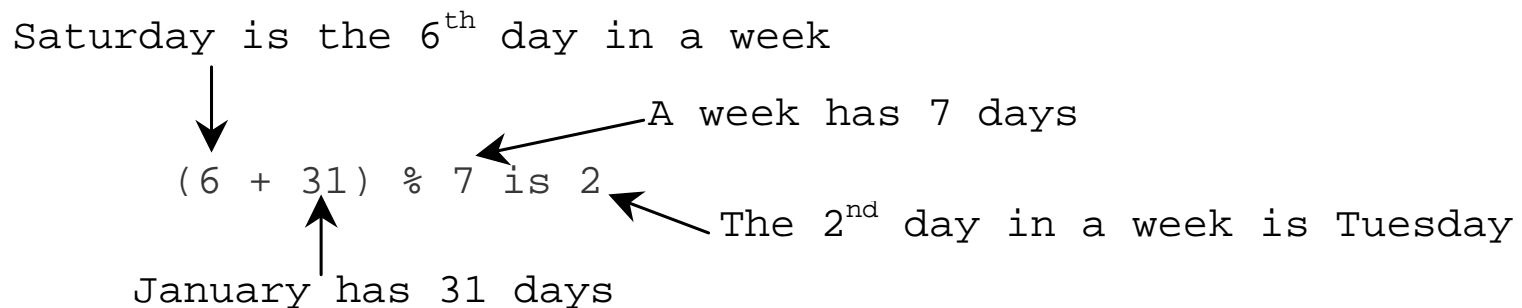 Saturday is the 6th day in a week
A week has 7 days
(6 + 31) % 7 is 2
The 2nd day in a week is Tuesday
January has 31 days